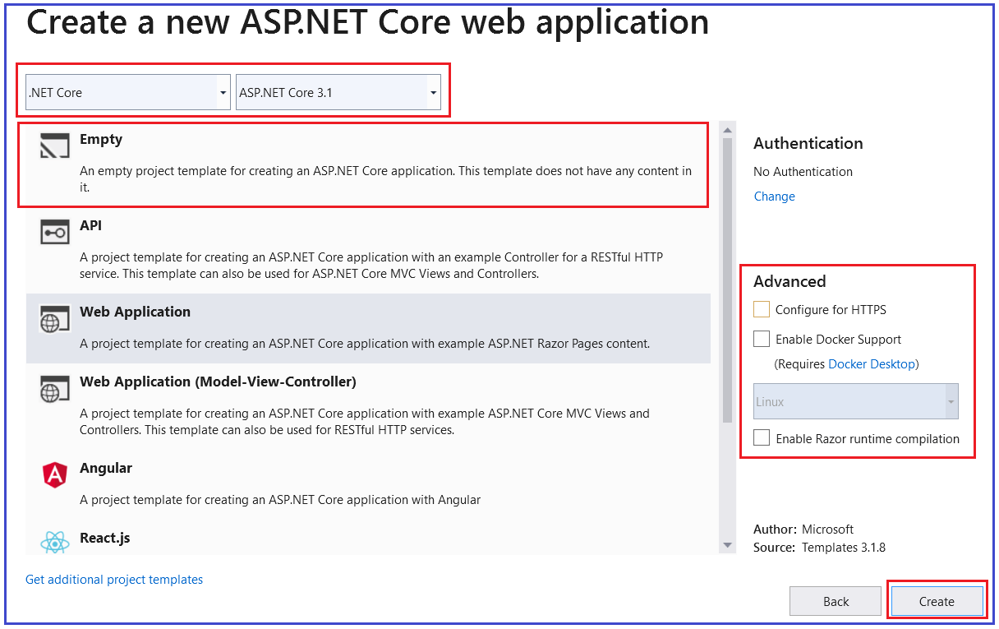 Create a new ASP.NET Core web application
.NET Core
ASP.NET Core 3.1
Empty
An empty project template for creating an ASP.NET Core application. This template does not have any content in
it.
API
A project template for creating an ASP.NET Core application with an example Controller for a RESTful HTTP
service. This template can also be used for ASP.NET Core MVC Views and Controllers.
Web Application
A project template for creating an ASP.NET Core application with example ASP.NET Razor Pages content.
Web Application (Model-View-Controller)
A project template for creating an ASP.NET Core application with example ASP.NET Core MVC Views and
Controllers. This template can also be used for RESTful HTTP services.
Angular
A project template for creating an ASP.NET Core application with Angular
React.js
Get additional project templates
Authentication
No Authentication
Change
Advanced
Configure for HTTPS
Enable Docker Support
(Requires Docker Desktop)
Linux
Enable Razor runtime compilation
Author: Microsoft
Source: Templates 3.1.8
Back
Create